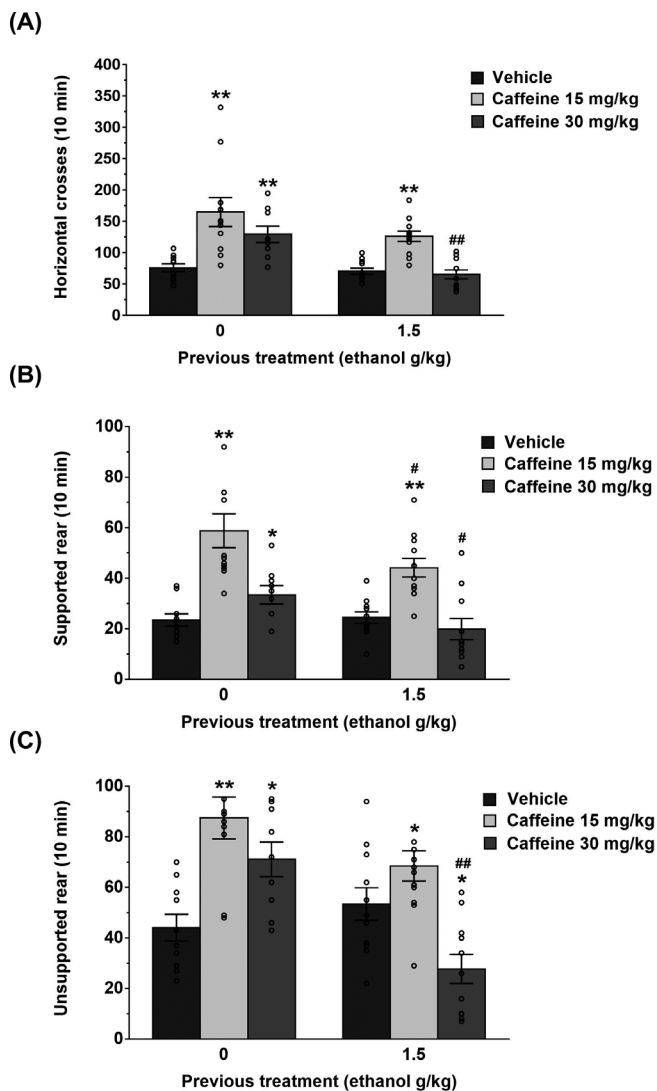 (A)
Horizontal crosses (10 min)
400
350
300
250
200
150
100
50
0
**
**
**
##
Vehicle
Caffeine 15 mg/kg
Caffeine 30 mg/kg
0 1.5
Previous treatment (ethanol g/kg)
(B)
Supported rear (10 min)
100
80
60
40
20
0
**
*
#
**
#
Vehicle
Caffeine 15 mg/kg
Caffeine 30 mg/kg
0 1.5
Previous treatment (ethanol g/kg)
(C)
Unsupported rear (10 min)
100
80
60
40
20
0
**
*
*
##
*
Vehicle
Caffeine 15 mg/kg
Caffeine 30 mg/kg
0 1.5
Previous treatment (ethanol g/kg)